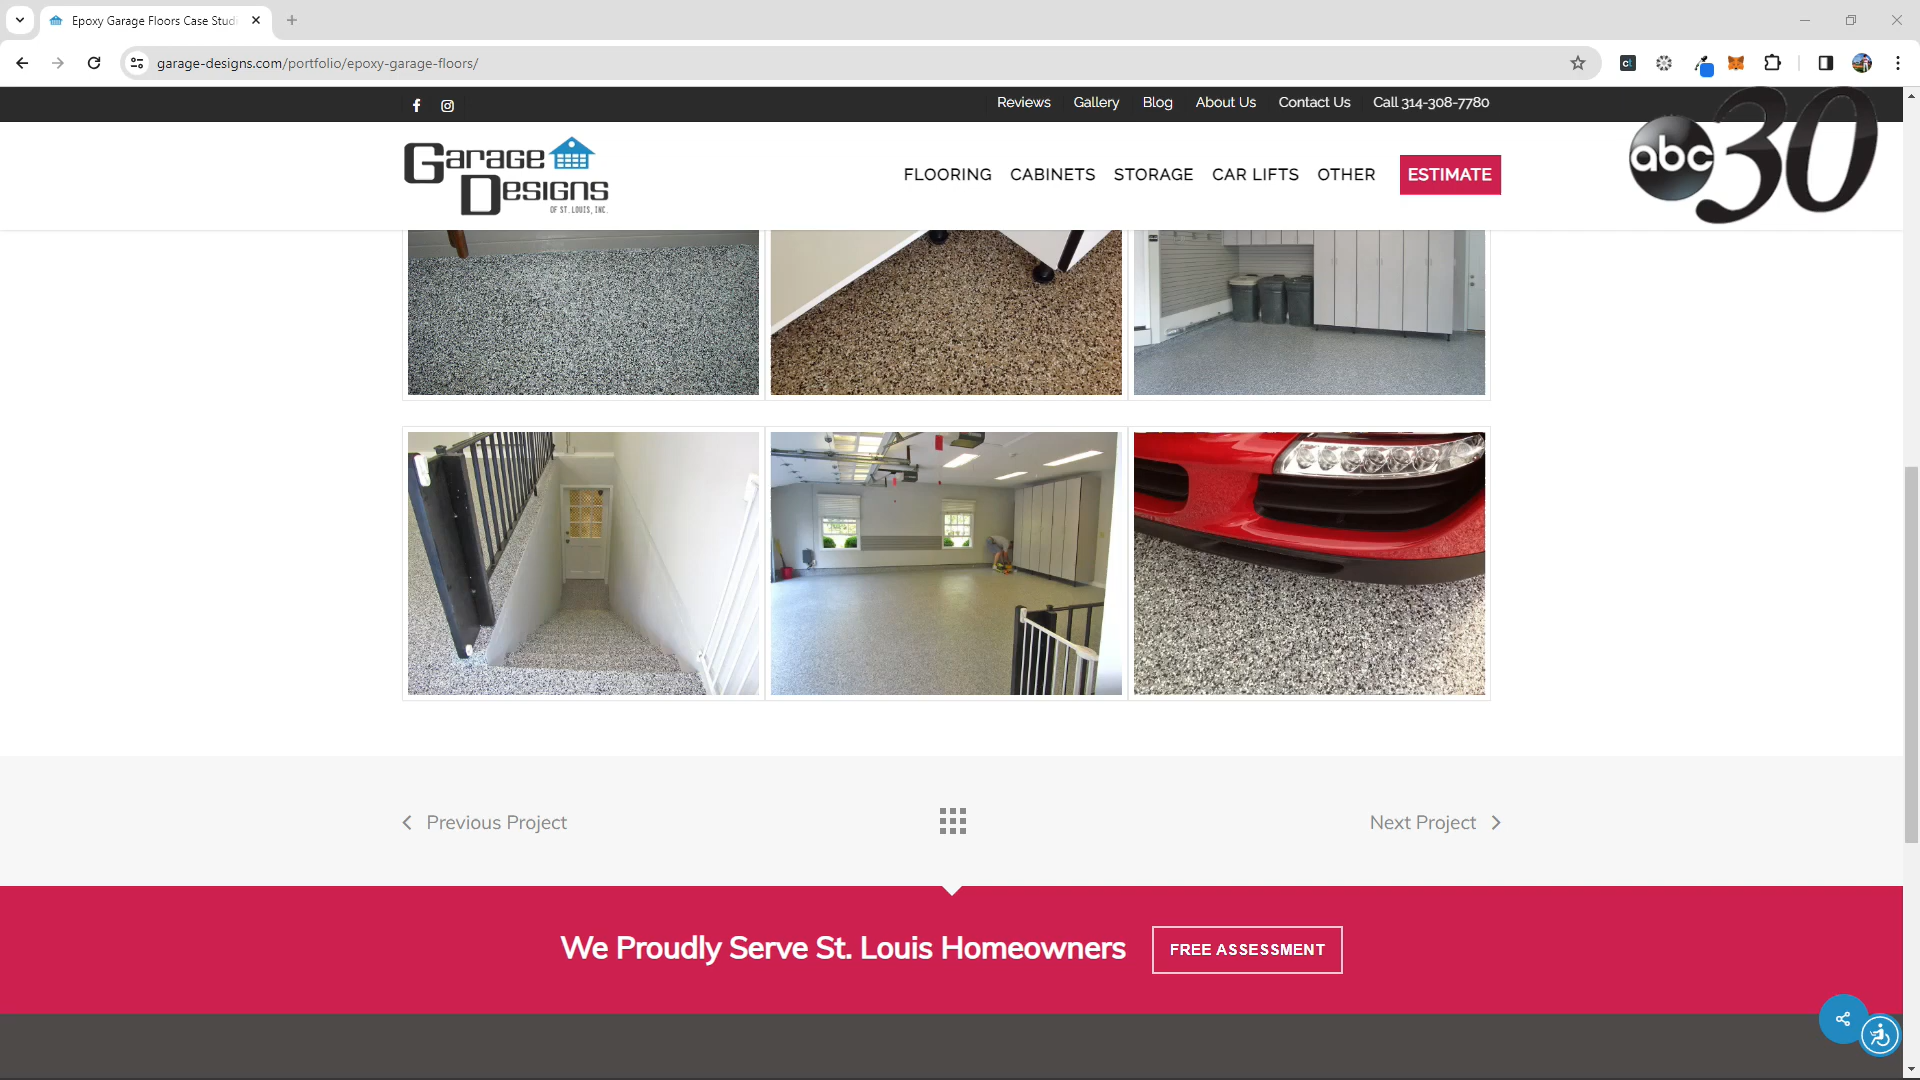 Epoxy Garage Floors Case Studi
garage-designs.com/portfolio/epoxy-garage-floors/
Reviews Gallery Blog About Us Contact Us Call 314-308-7780
Garage Designs
OF ST. LOUIS, INC.
FLOORING CABINETS STORAGE CAR LIFTS OTHER ESTIMATE
abc 30
Previous Project
Next Project
We Proudly Serve St. Louis Homeowners FREE ASSESSMENT